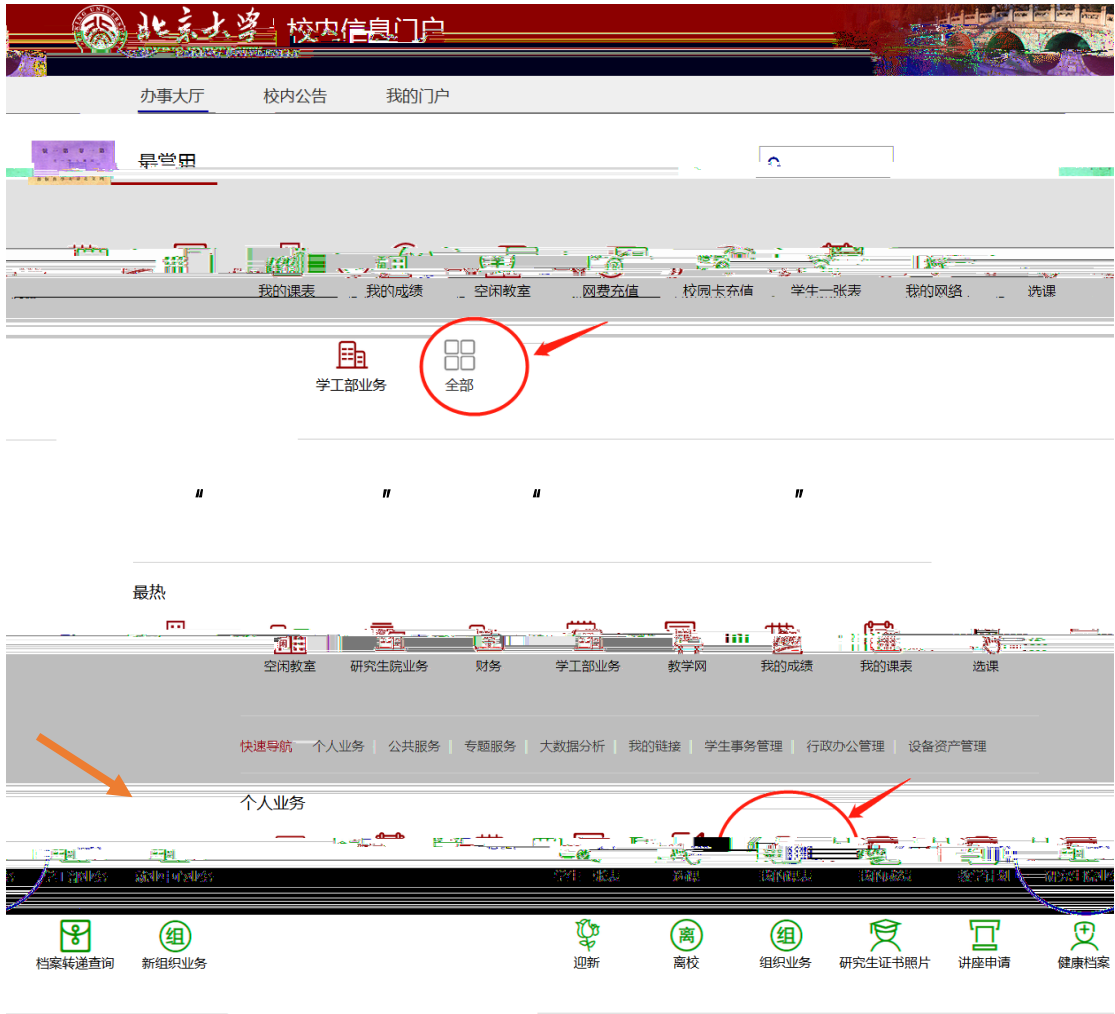 北京大学 校内信息门户
办事大厅 校内公告 我的门户
最常用
我的课表 我的成绩 空闲教室 网费充值 校园卡充值 学生一张表 我的网络 选课
学工部业务 全部
“ ” “ ”
最热
空闲教室 研究生院业务 财务 学工部业务 教学网 我的成绩 我的课表 选课
快速导航 个人业务 | 公共服务 | 专题服务 | 大数据分析 | 我的链接 | 学生事务管理 | 行政办公管理 | 设备资产管理
个人业务
档案转递查询 新组织业务 迎新 离校 组织业务 研究生证书照片 讲座申请 健康档案